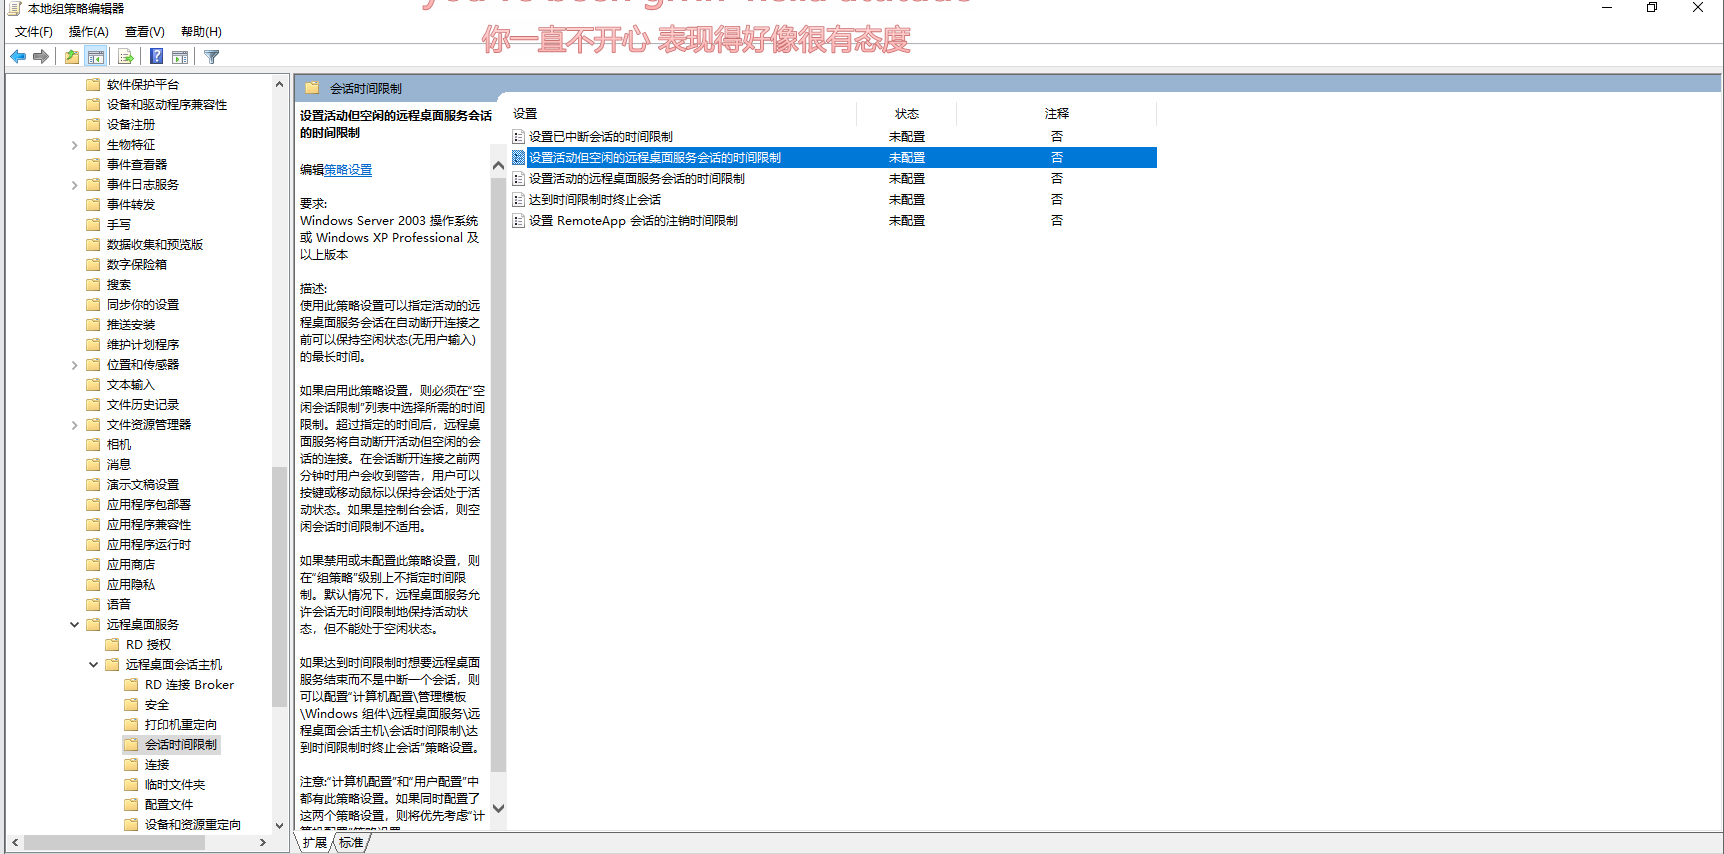 本地组策略编辑器
文件(F) 操作(A) 查看(V) 帮助(H)
你一直不开心 表现得好像很有态度
软件保护平台
设备和驱动程序兼容性
设备注册
生物特征
事件查看器
事件日志服务
事件转发
手写
数据收集和预览版
数字保险箱
搜索
同步你的设置
推送安装
维护计划程序
位置和传感器
文本输入
文件历史记录
文件资源管理器
相机
消息
演示文稿设置
应用程序包部署
应用程序兼容性
应用程序运行时
应用商店
应用隐私
语音
远程桌面服务
RD 授权
远程桌面会话主机
RD 连接 Broker
安全
打印机重定向
会话时间限制
连接
临时文件夹
配置文件
设备和资源重定向
会话时间限制
设置活动但空闲的远程桌面服务会话
的时间限制
编辑策略设置
要求:
Windows Server 2003 操作系统
或 Windows XP Professional 及
以上版本
描述:
使用此策略设置可以指定活动的远
程桌面服务会话在自动断开连接之
前可以保持空闲状态(无用户输入)
的最长时间。
如果启用此策略设置，则必须在“空
闲会话限制”列表中选择所需的时间
限制。超过指定的时间后，远程桌
面服务将自动断开活动但空闲的会
话的连接。在会话断开连接之前两
分钟时用户会收到警告，用户可以
按键或移动鼠标以保持会话处于活
动状态。如果是控制台会话，则空
闲会话时间限制不适用。
如果禁用或未配置此策略设置，则
在“组策略”级别上不指定时间限
制。默认情况下，远程桌面服务允
许会话无时间限制地保持活动状
态，但不能处于空闲状态。
如果达到时间限制时想要远程桌面
服务结束而不是中断一个会话，则
可以配置“计算机配置\管理模板
\Windows 组件\远程桌面服务\远
程桌面会话主机\会话时间限制\达
到时间限制时终止会话”策略设置。
注意:“计算机配置”和“用户配置”中
都有此策略设置。如果同时配置了
这两个策略设置，则将优先考虑“计
设置 状态 注释
设置已中断会话的时间限制 未配置 否
设置活动但空闲的远程桌面服务会话的时间限制 未配置 否
设置活动的远程桌面服务会话的时间限制 未配置 否
达到时间限制时终止会话 未配置 否
设置 RemoteApp 会话的注销时间限制 未配置 否
扩展 标准